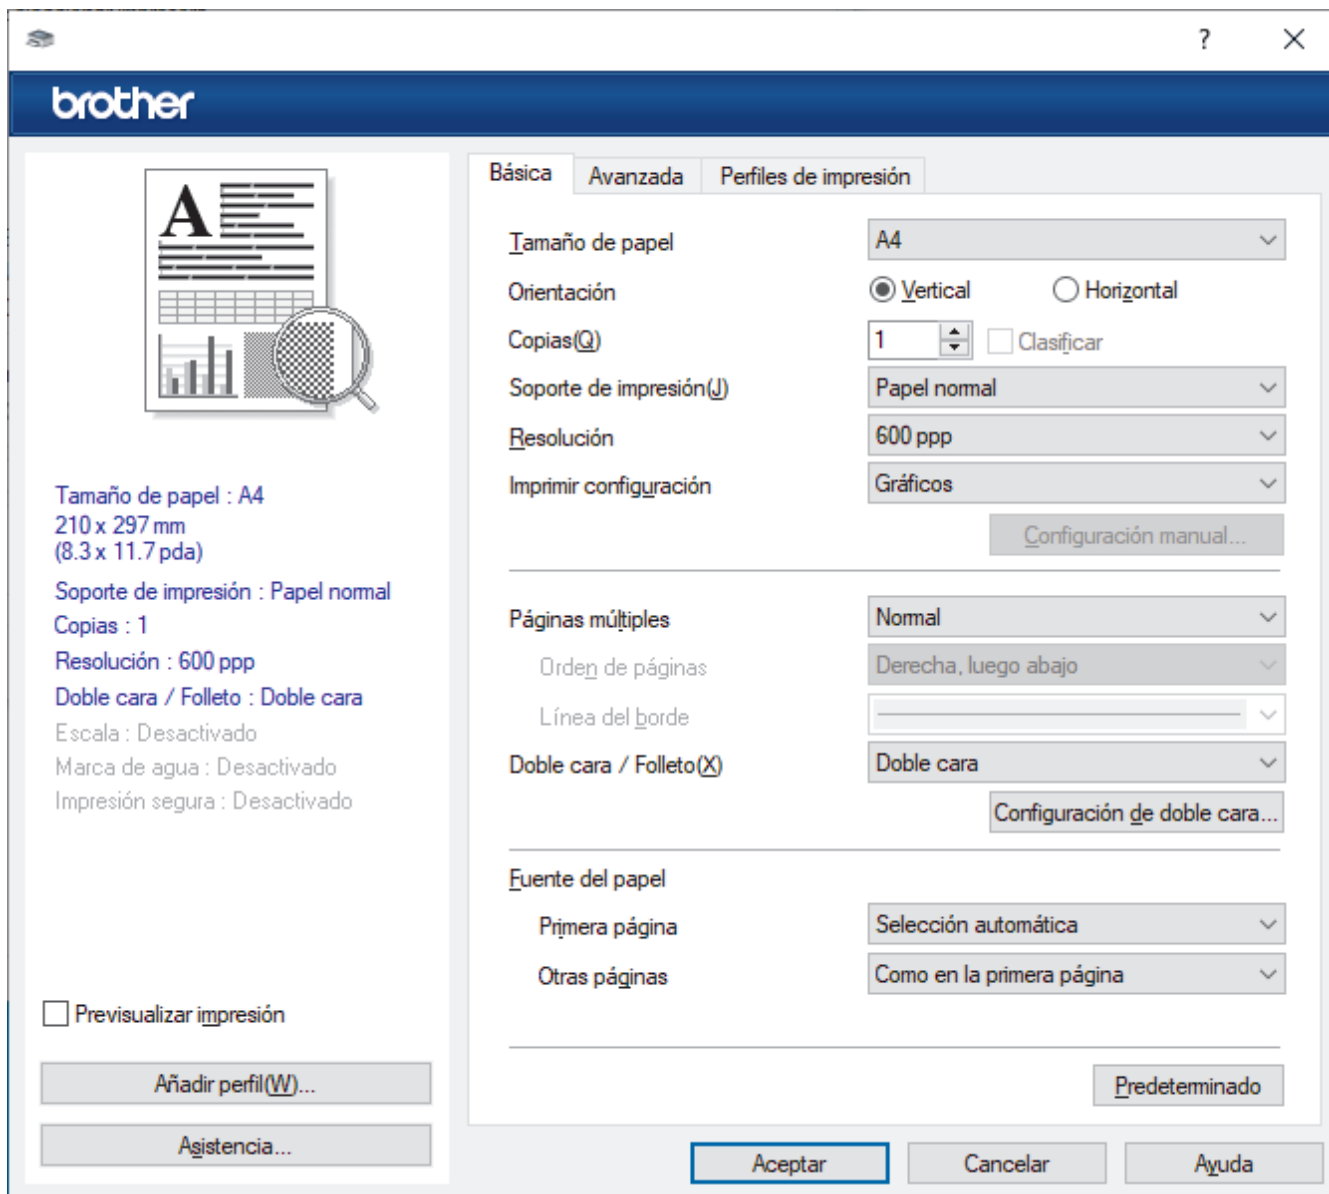 ?
brother
A
Básica
Avanzada
Perfiles de impresión
Tamaño de papel
A4
Orientación
Vertical
Horizontal
Copias(Q)
1
Clasificar
Soporte de impresión(J)
Papel normal
Resolución
600 ppp
Imprimir configuración
Gráficos
Configuración manual...
Páginas múltiples
Normal
Orden de páginas
Derecha, luego abajo
Línea del borde
Doble cara / Folleto(X)
Doble cara
Configuración de doble cara...
Fuente del papel
Primera página
Selección automática
Otras páginas
Como en la primera página
Predeterminado
Tamaño de papel : A4
210 x 297 mm
(8.3 x 11.7 pda)
Soporte de impresión : Papel normal
Copias : 1
Resolución : 600 ppp
Doble cara / Folleto : Doble cara
Escala : Desactivado
Marca de agua : Desactivado
Impresión segura : Desactivado
Previsualizar impresión
Añadir perfil(W)...
Asistencia...
Aceptar
Cancelar
Ayuda